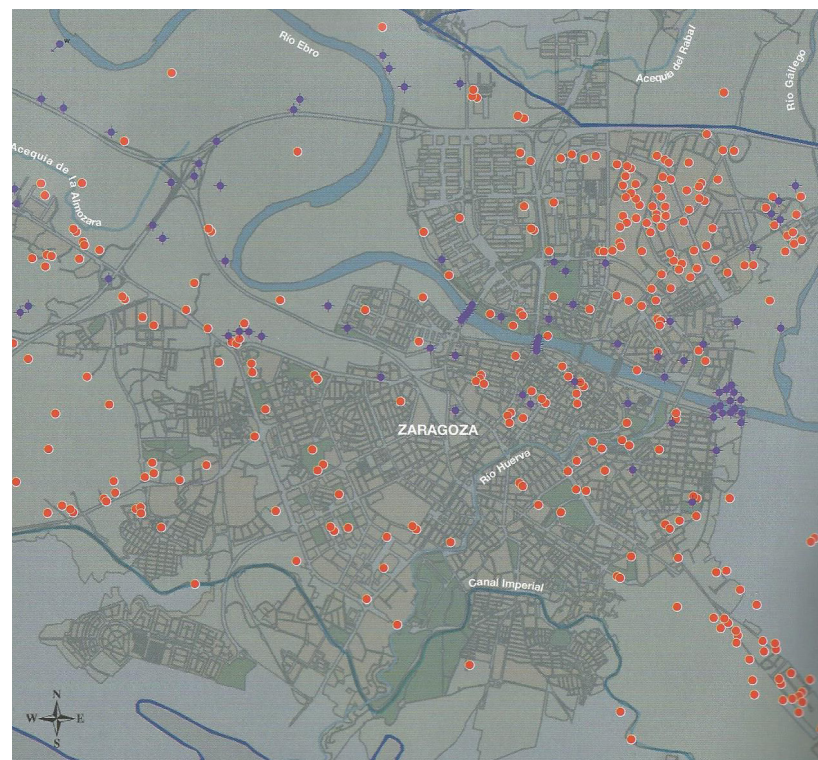 Río Ebro
Acequia del Rabal
Río Gállego
Acequia de la Almozara
ZARAGOZA
Río Huerva
Canal Imperial
N
W E
S